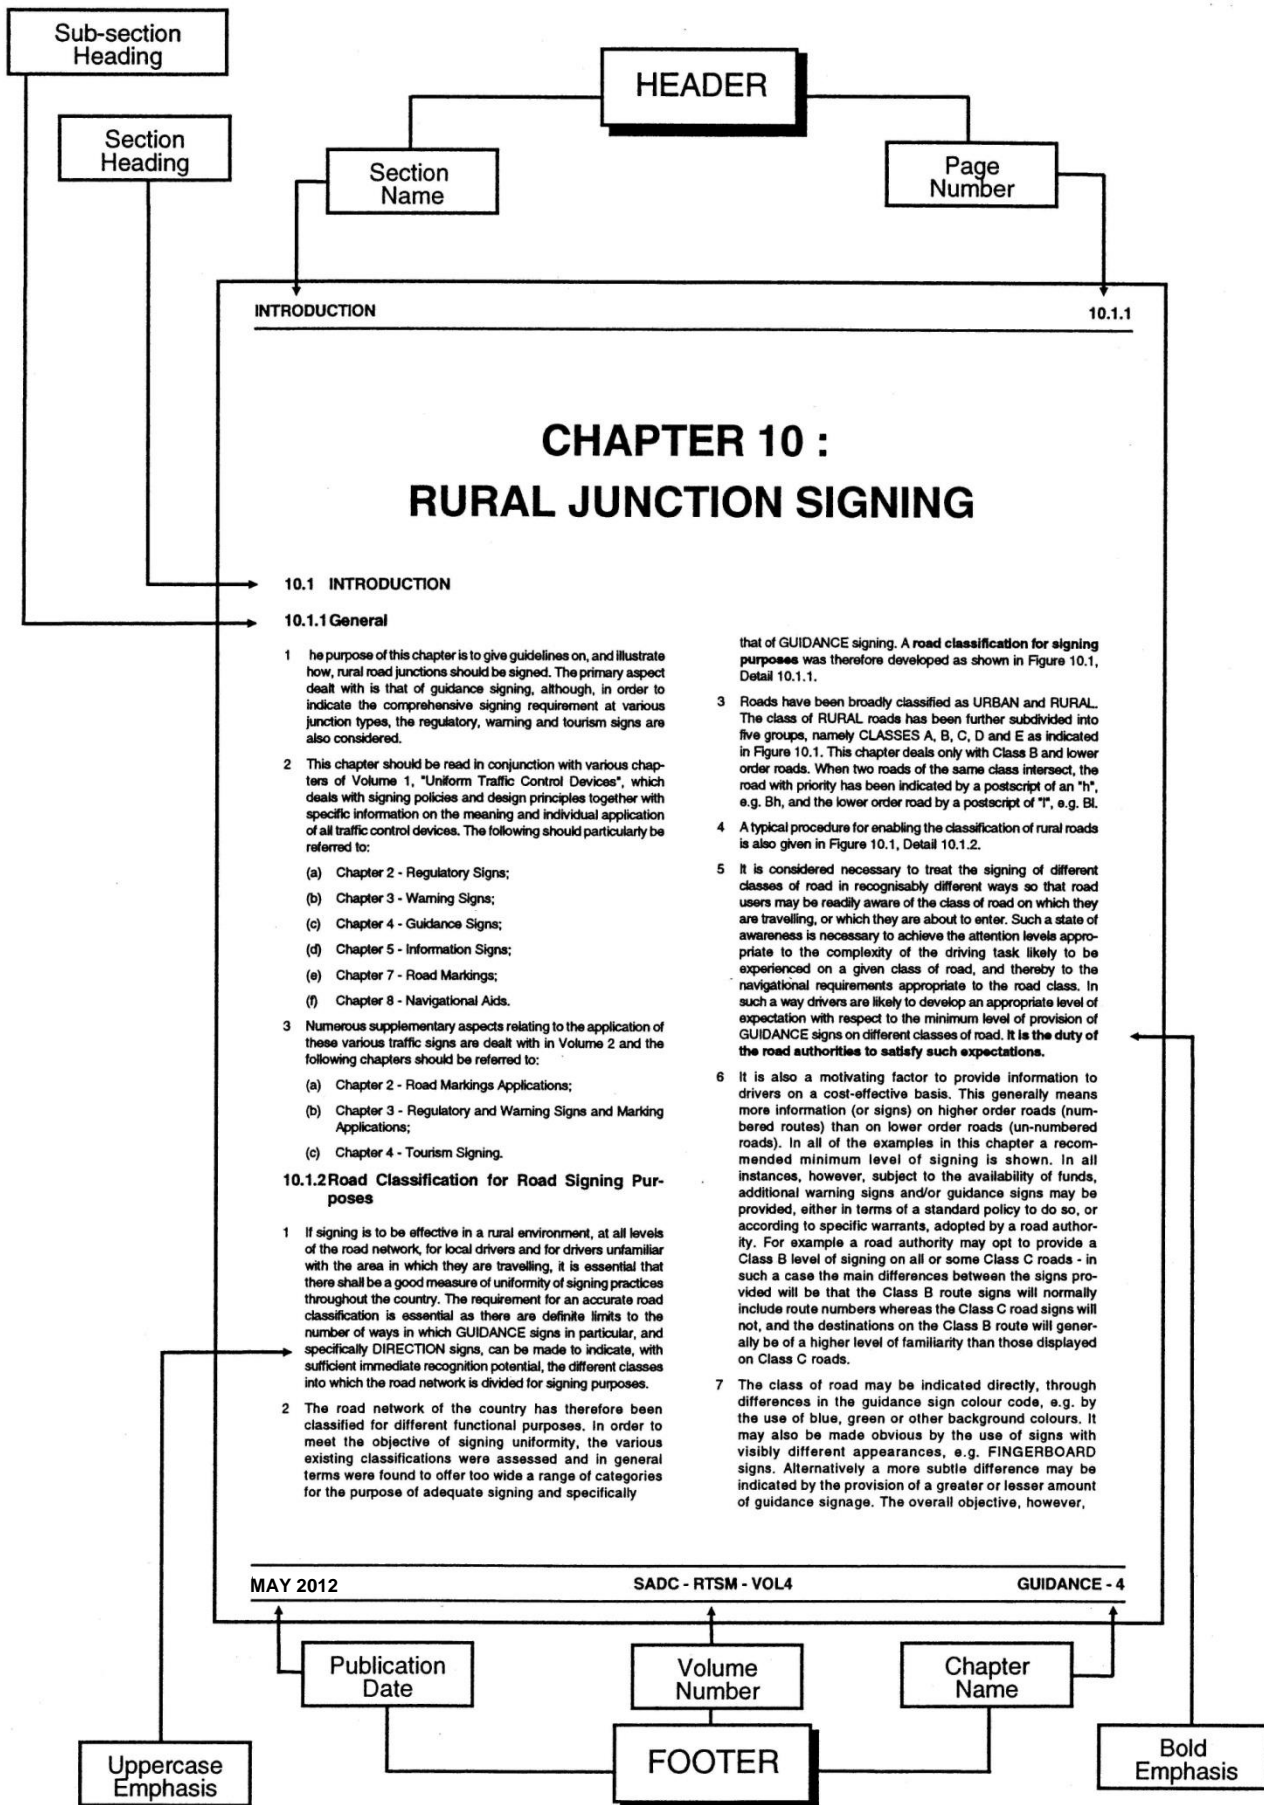 Sub-section
Heading
HEADER
Section
Heading
Section
Name
Page
Number
INTRODUCTION 10.1.1
CHAPTER 10 :
RURAL JUNCTION SIGNING
10.1 INTRODUCTION
10.1.1 General
1 he purpose of this chapter is to give guidelines on, and illustrate
how, rural road junctions should be signed. The primary aspect
dealt with is that of guidance signing, although, in order to
indicate the comprehensive signing requirement at various
junction types, the regulatory, warning and tourism signs are
also considered.
2 This chapter should be read in conjunction with various chap-
ters of Volume 1, "Uniform Traffic Control Devices", which
deals with signing policies and design principles together with
specific information on the meaning and individual application
of all traffic control devices. The following should particularly be
referred to:
(a) Chapter 2 - Regulatory Signs;
(b) Chapter 3 - Warning Signs;
(c) Chapter 4 - Guidance Signs;
(d) Chapter 5 - Information Signs;
(e) Chapter 7 - Road Markings;
(f) Chapter 8 - Navigational Aids.
3 Numerous supplementary aspects relating to the application of
these various traffic signs are dealt with in Volume 2 and the
following chapters should be referred to:
(a) Chapter 2 - Road Markings Applications;
(b) Chapter 3 - Regulatory and Warning Signs and Marking
Applications;
(c) Chapter 4 - Tourism Signing.
10.1.2 Road Classification for Road Signing Pur-
poses
1 If signing is to be effective in a rural environment, at all levels
of the road network, for local drivers and for drivers unfamiliar
with the area in which they are travelling, it is essential that
there shall be a good measure of uniformity of signing practices
throughout the country. The requirement for an accurate road
classification is essential as there are definite limits to the
number of ways in which GUIDANCE signs in particular, and
specifically DIRECTION signs, can be made to indicate, with
sufficient immediate recognition potential, the different classes
into which the road network is divided for signing purposes.
2 The road network of the country has therefore been
classified for different functional purposes. In order to
meet the objective of signing uniformity, the various
existing classifications were assessed and in general
terms were found to offer too wide a range of categories
for the purpose of adequate signing and specifically
that of GUIDANCE signing. A road classification for signing
purposes was therefore developed as shown in Figure 10.1,
Detail 10.1.1.
3 Roads have been broadly classified as URBAN and RURAL.
The class of RURAL roads has been further subdivided into
five groups, namely CLASSES A, B, C, D and E as indicated
in Figure 10.1. This chapter deals only with Class B and lower
order roads. When two roads of the same class intersect, the
road with priority has been indicated by a postscript of an "h",
e.g. Bh, and the lower order road by a postscript of "l", e.g. Bl.
4 A typical procedure for enabling the classification of rural roads
is also given in Figure 10.1, Detail 10.1.2.
5 It is considered necessary to treat the signing of different
classes of road in recognisably different ways so that road
users may be readily aware of the class of road on which they
are travelling, or which they are about to enter. Such a state of
awareness is necessary to achieve the attention levels appro-
priate to the complexity of the driving task likely to be
experienced on a given class of road, and thereby to the
navigational requirements appropriate to the road class. In
such a way drivers are likely to develop an appropriate level of
expectation with respect to the minimum level of provision of
GUIDANCE signs on different classes of road. It is the duty of
the road authorities to satisfy such expectations.
6 It is also a motivating factor to provide information to
drivers on a cost-effective basis. This generally means
more information (or signs) on higher order roads (num-
bered routes) than on lower order roads (un-numbered
roads). In all of the examples in this chapter a recom-
mended minimum level of signing is shown. In all
instances, however, subject to the availability of funds,
additional warning signs and/or guidance signs may be
provided, either in terms of a standard policy to do so, or
according to specific warrants, adopted by a road author-
ity. For example a road authority may opt to provide a
Class B level of signing on all or some Class C roads - in
such a case the main differences between the signs pro-
vided will be that the Class B route signs will normally
include route numbers whereas the Class C road signs will
not, and the destinations on the Class B route will gener-
ally be of a higher level of familiarity than those displayed
on Class C roads.
7 The class of road may be indicated directly, through
differences in the guidance sign colour code, e.g. by
the use of blue, green or other background colours. It
may also be made obvious by the use of signs with
visibly different appearances, e.g. FINGERBOARD
signs. Alternatively a more subtle difference may be
indicated by the provision of a greater or lesser amount
of guidance signage. The overall objective, however,
MAY 2012 SADC - RTSM - VOL4 GUIDANCE - 4
Publication
Date
Volume
Number
Chapter
Name
Uppercase
Emphasis
FOOTER
Bold
Emphasis